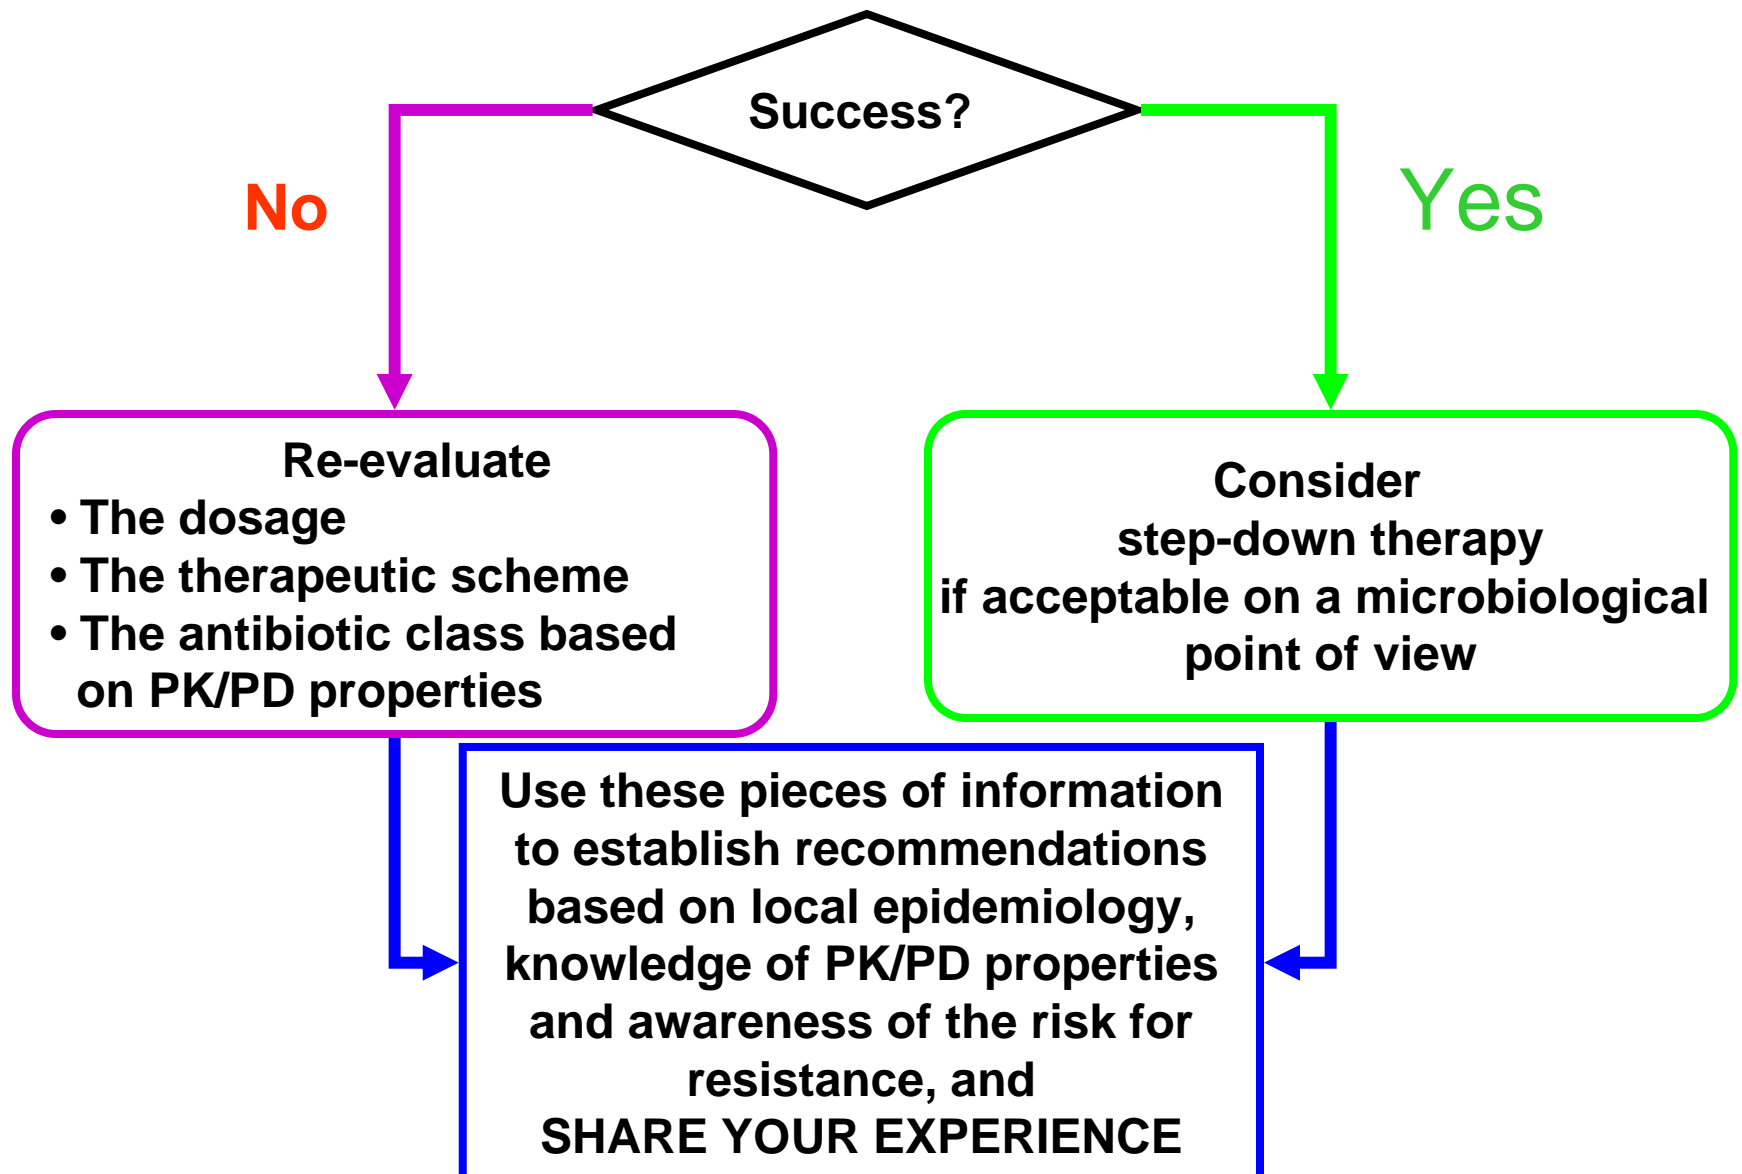 Success?
No
Yes
Re-evaluate
• The dosage
• The therapeutic scheme
• The antibiotic class based
on PK/PD properties
Consider
step-down therapy
if acceptable on a microbiological
point of view
Use these pieces of information
to establish recommendations
based on local epidemiology,
knowledge of PK/PD properties
and awareness of the risk for
resistance, and
SHARE YOUR EXPERIENCE